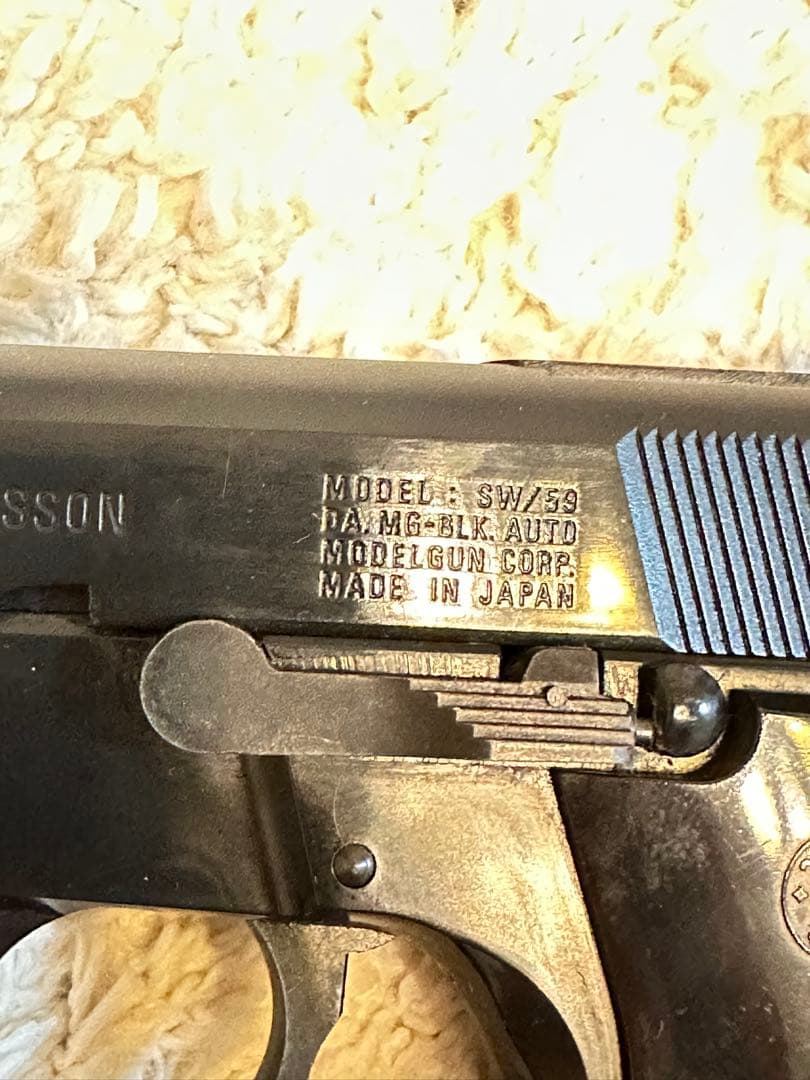 SSON
MODEL : SW/59
DA. MG-BLK. AUTO
MODELGUN CORP.
MADE IN JAPAN